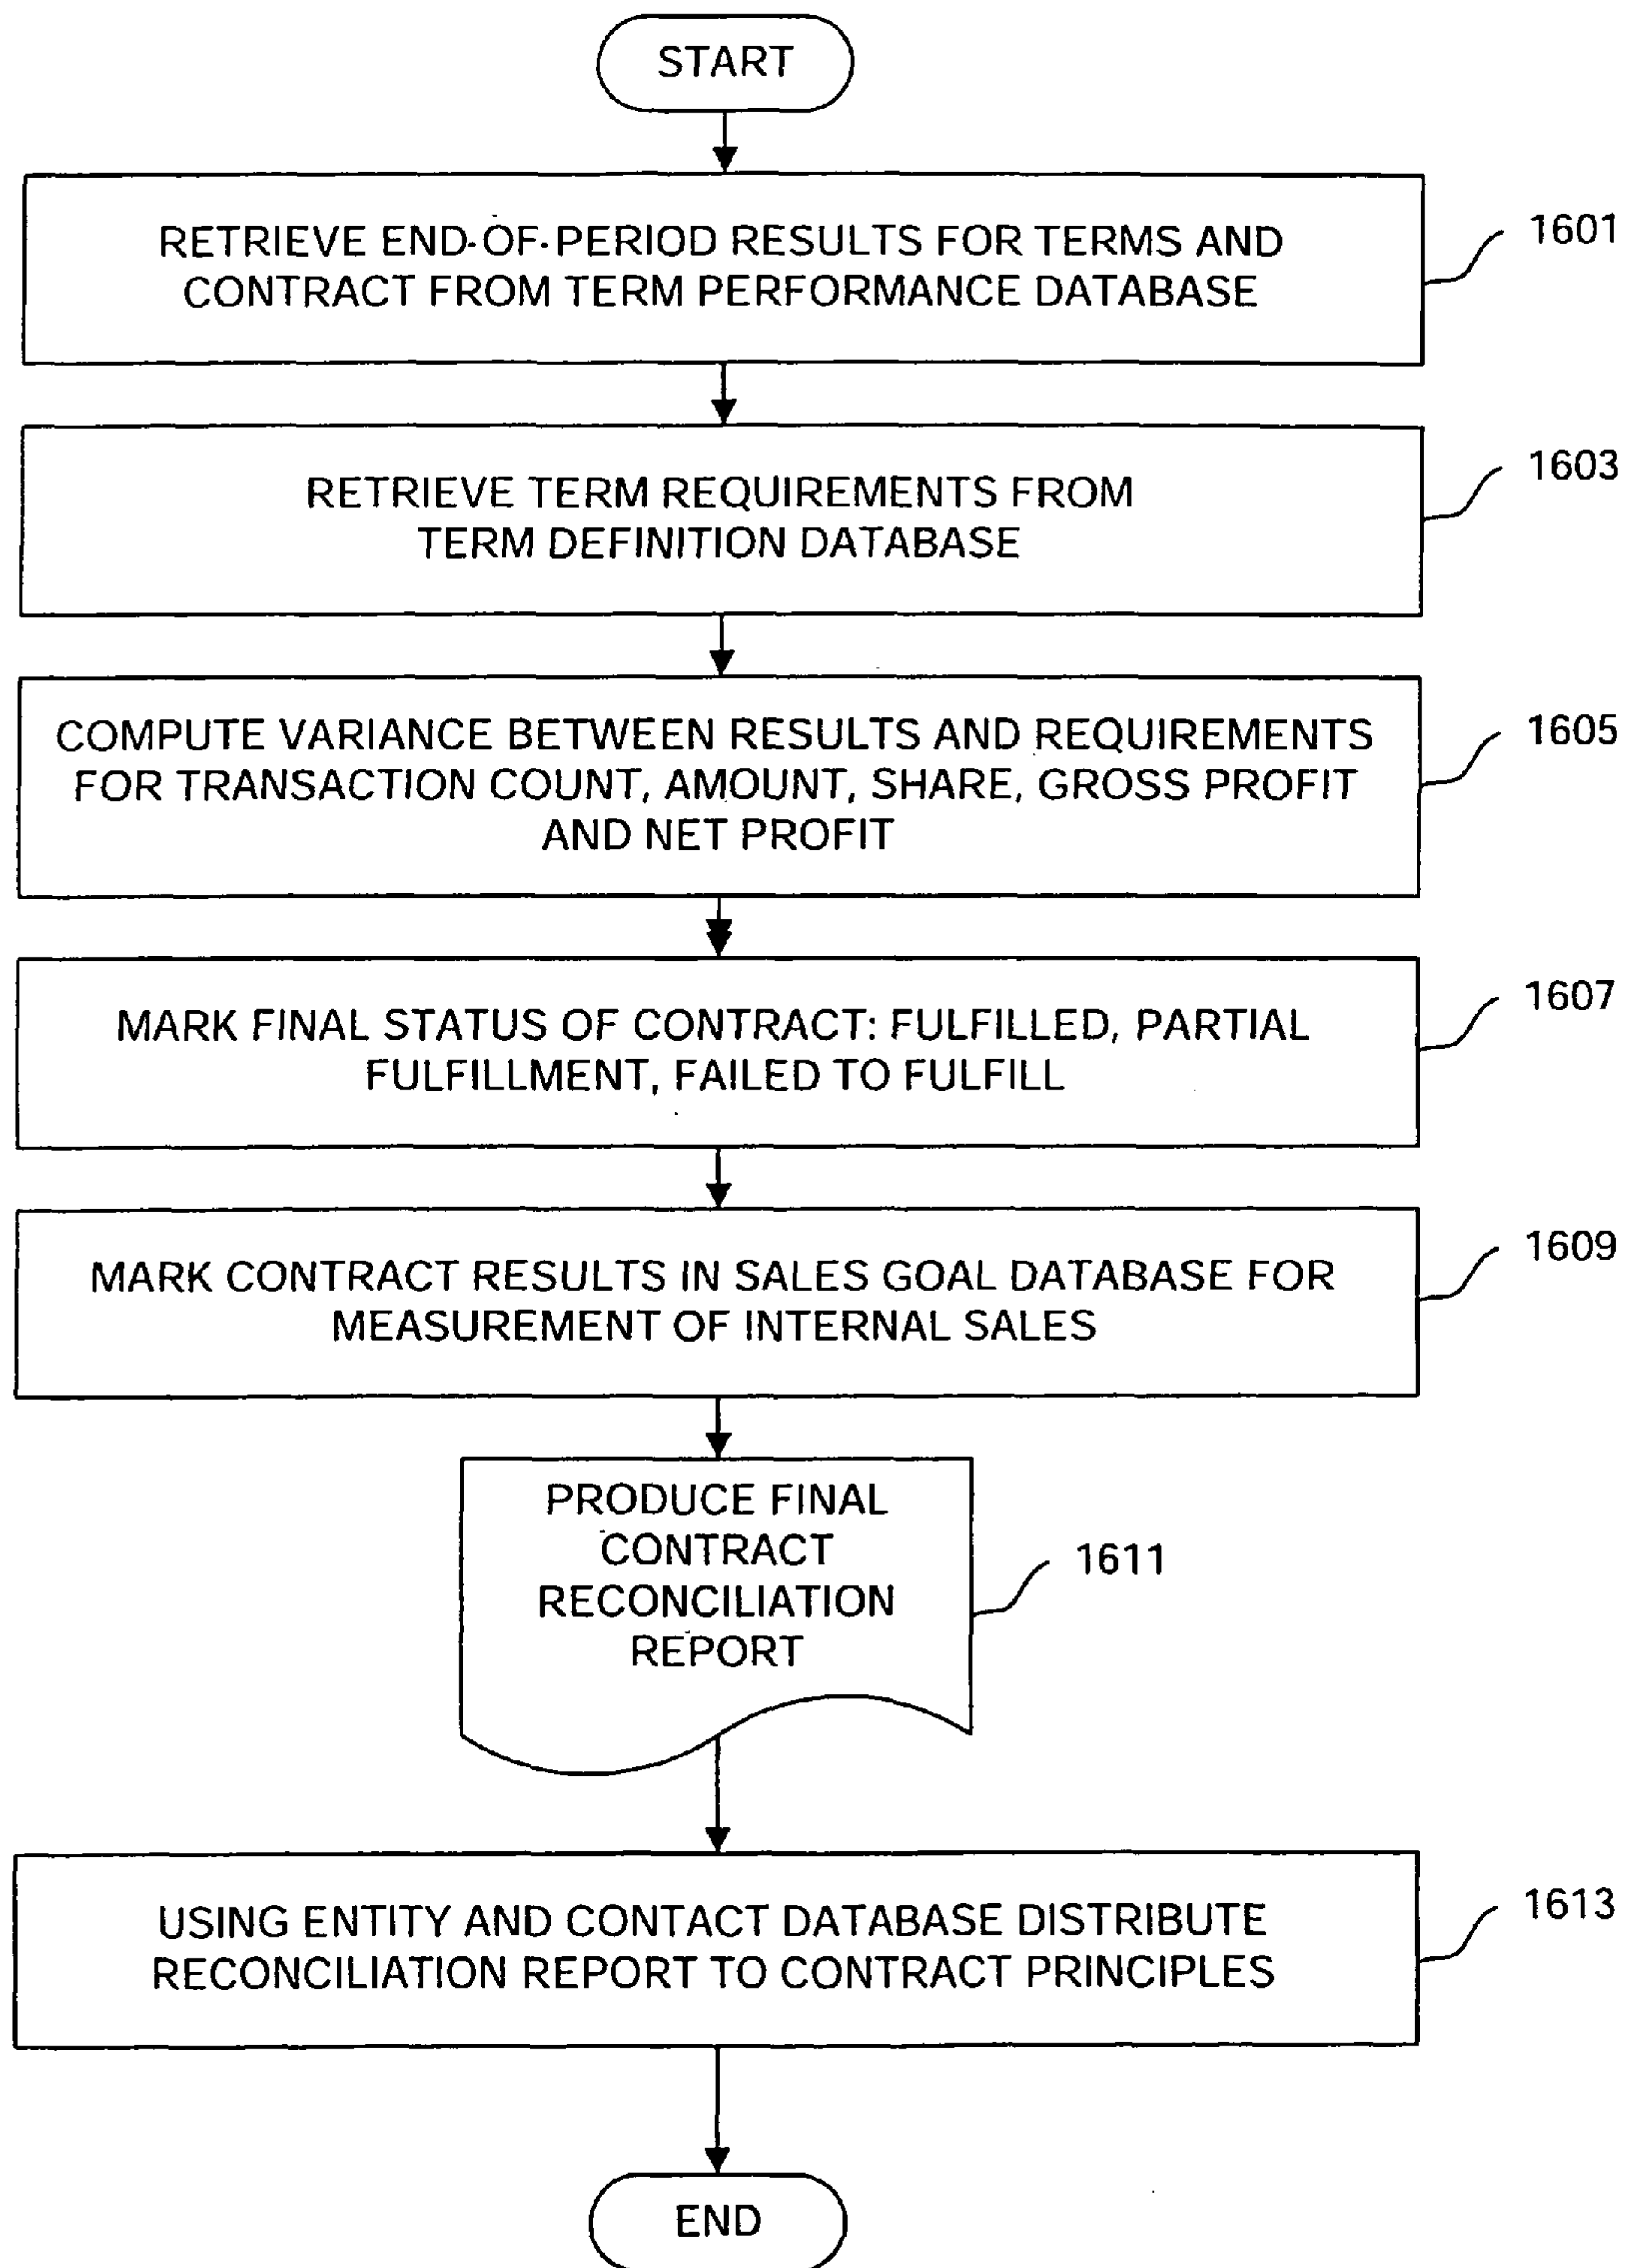 START
RETRIEVE END-OF-PERIOD RESULTS FOR TERMS AND
CONTRACT FROM TERM PERFORMANCE DATABASE
1601
RETRIEVE TERM REQUIREMENTS FROM
TERM DEFINITION DATABASE
1603
COMPUTE VARIANCE BETWEEN RESULTS AND REQUIREMENTS
FOR TRANSACTION COUNT, AMOUNT, SHARE, GROSS PROFIT
AND NET PROFIT
1605
MARK FINAL STATUS OF CONTRACT: FULFILLED, PARTIAL
FULFILLMENT, FAILED TO FULFILL
1607
MARK CONTRACT RESULTS IN SALES GOAL DATABASE FOR
MEASUREMENT OF INTERNAL SALES
1609
PRODUCE FINAL
CONTRACT
RECONCILIATION
REPORT
1611
USING ENTITY AND CONTACT DATABASE DISTRIBUTE
RECONCILIATION REPORT TO CONTRACT PRINCIPLES
1613
END